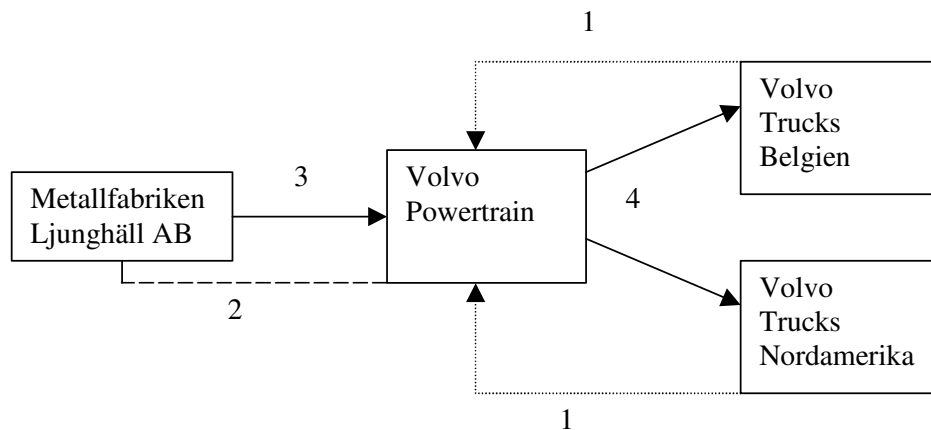 1
Volvo
Trucks
Belgien
3
Volvo
Powertrain
4
Metallfabriken
Ljunghäll AB
2
Volvo
Trucks
Nordamerika
1